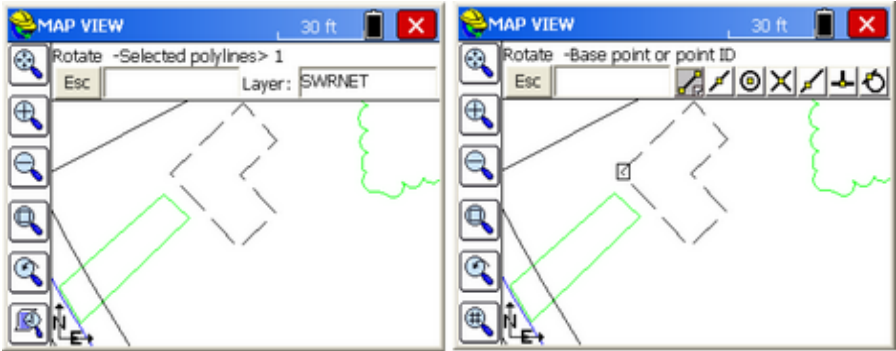 MAP VIEW
30 ft
Rotate -Selected polylines> 1
Esc
Layer: SWRNET
N
E
MAP VIEW
30 ft
Rotate -Base point or point ID
Esc
N
E